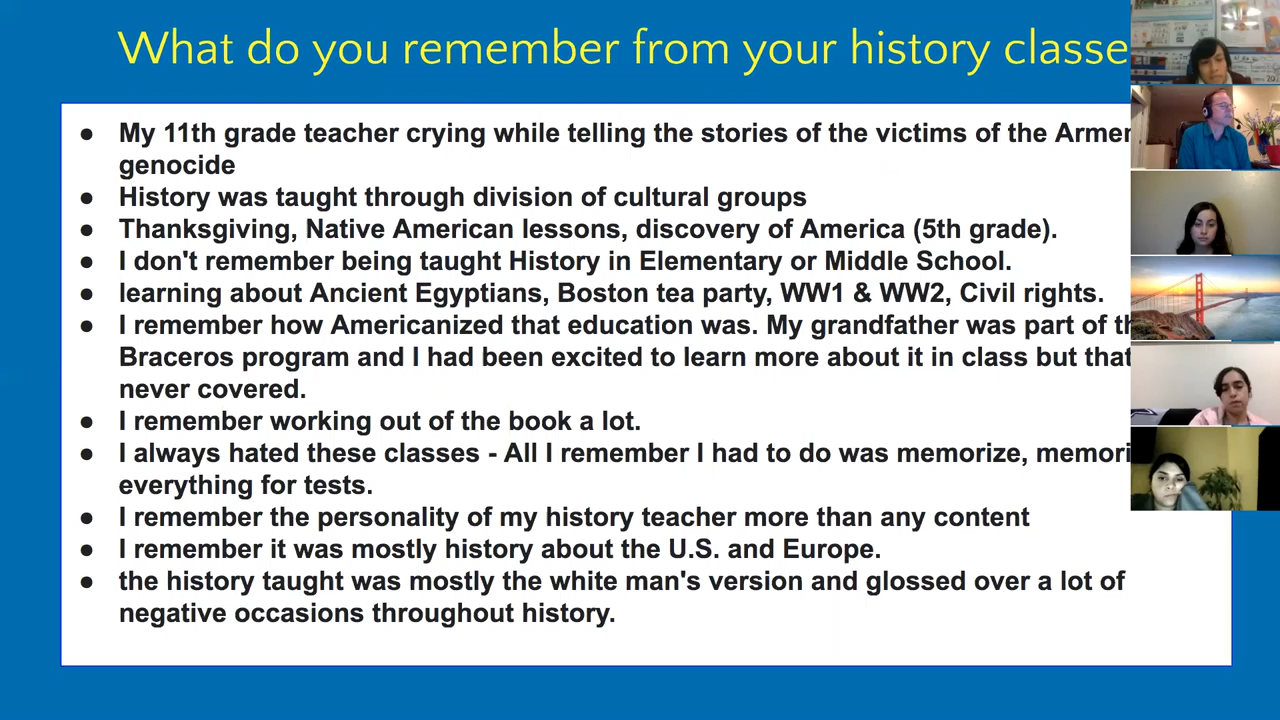 What do you remember from your history classe
● My 11th grade teacher crying while telling the stories of the victims of the
genocide
● History was taught through division of cultural groups
● Thanksgiving, Native American lessons, discovery of America (5th grade).
● I don't remember being taught History in Elementary or Middle School.
● learning about Ancient Egyptians, Boston tea party, WW1 & WW2, Civil rights.
● I remember how Americanized that education was. My grandfather was part of
Braceros program and I had been excited to learn more about it in class but that
never covered.
● I remember working out of the book a lot.
● I always hated these classes - All I remember I had to do was memorize,
everything for tests.
● I remember the personality of my history teacher more than any content
● I remember it was mostly history about the U.S. and Europe.
● the history taught was mostly the white man's version and glossed over a lot of
negative occasions throughout history.